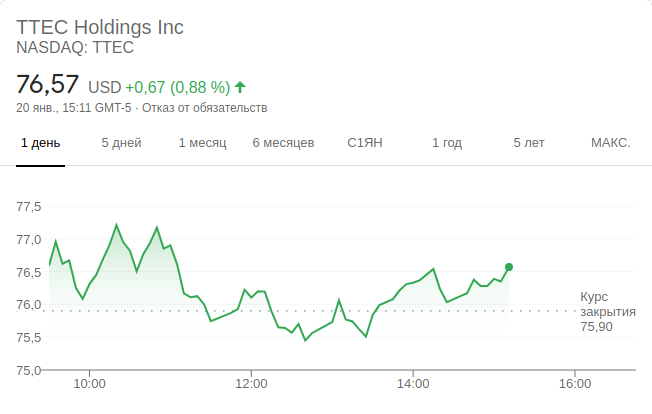 TTEC Holdings Inc
NASDAQ: TTEC
76,57 USD +0,67 (0,88 %)
20 янв., 15:11 GMT-5 · Отказ от обязательств
1 день 5 дней 1 месяц 6 месяцев С1ЯН 1 год 5 лет МАКС.
77,5
77,0
76,5
76,0
75,5
75,0
Курс
закрытия
75,90
10:00 12:00 14:00 16:00